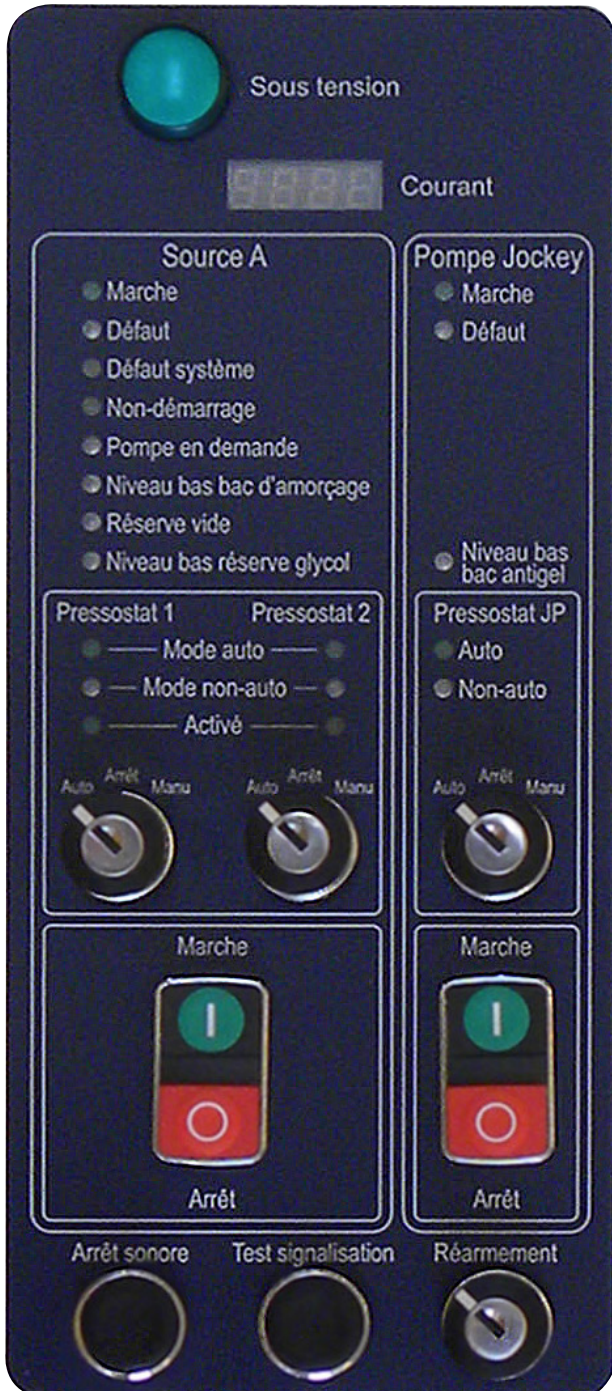 Sous tension
Courant
Source A
Marche
Défaut
Défaut système
Non-démarrage
Pompe en demande
Niveau bas bac d'amorçage
Réserve vide
Niveau bas réserve glycol
Pressostat 1 Pressostat 2
Mode auto
Mode non-auto
Activé
Auto Arrêt Manu
Auto Arrêt Manu
Marche
Arrêt
Pompe Jockey
Marche
Défaut
Niveau bas
bac antigel
Pressostat JP
Auto
Non-auto
Auto Arrêt Manu
Marche
Arrêt
Arrêt sonore
Test signalisation
Réarmement